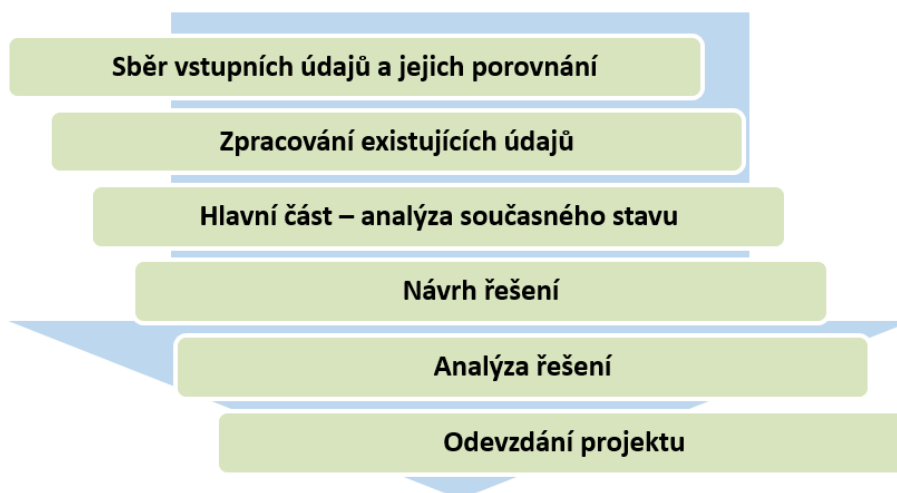 Sběr vstupních údajů a jejich porovnání
Zpracování existujících údajů
Hlavní část – analýza současného stavu
Návrh řešení
Analýza řešení
Odevzdání projektu